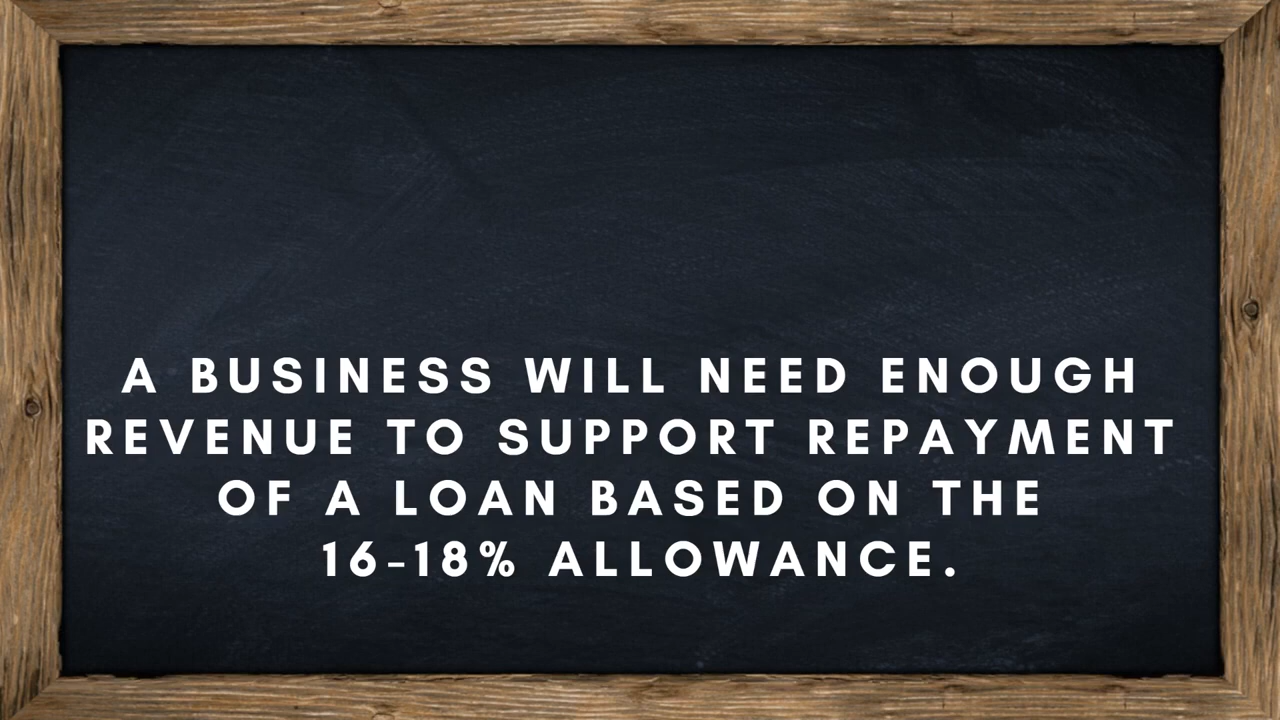 A BUSINESS WILL NEED ENOUGH
REVENUE TO SUPPORT REPAYMENT
OF A LOAN BASED ON THE
16-18% ALLOWANCE.